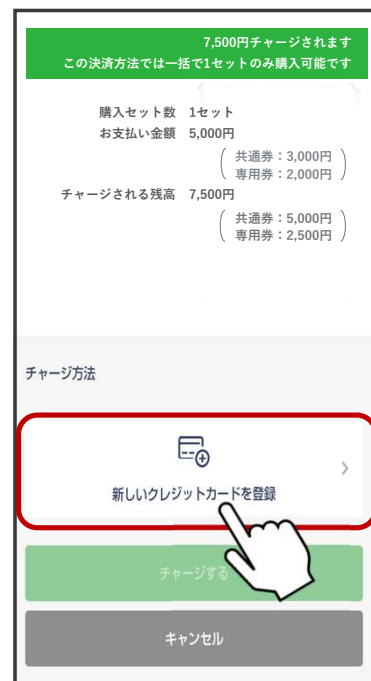 7,500円チャージされます
この決済方法では一括で1セットのみ購入可能です
購入セット数 1セット
お支払い金額 5,000円
（共通券：3,000円
専用券：2,000円）
チャージされる残高 7,500円
（共通券：5,000円
専用券：2,500円）
チャージ方法
新しいクレジットカードを登録
チャージする
キャンセル